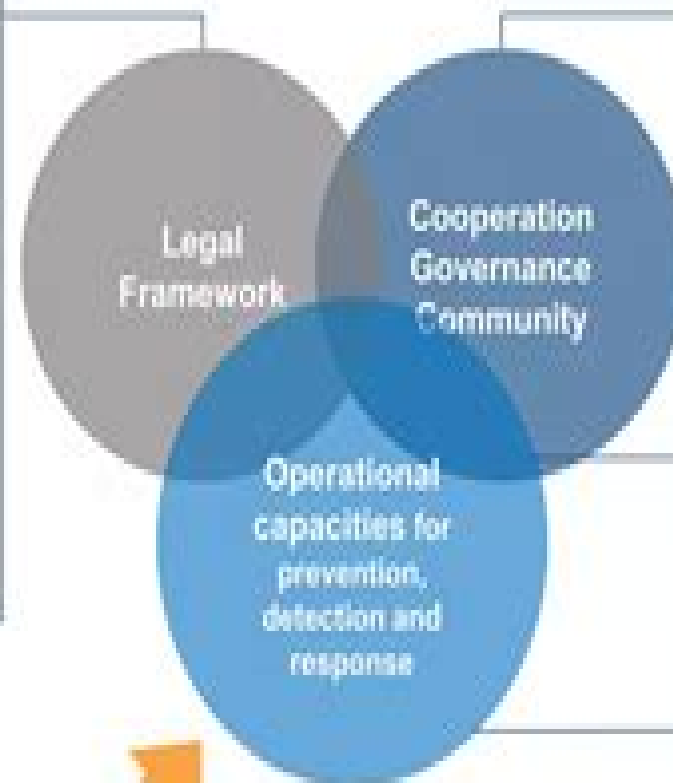 Legal
Framework
Cooperation
Governance
Community
Operational
capacities for
prevention,
detection and
response